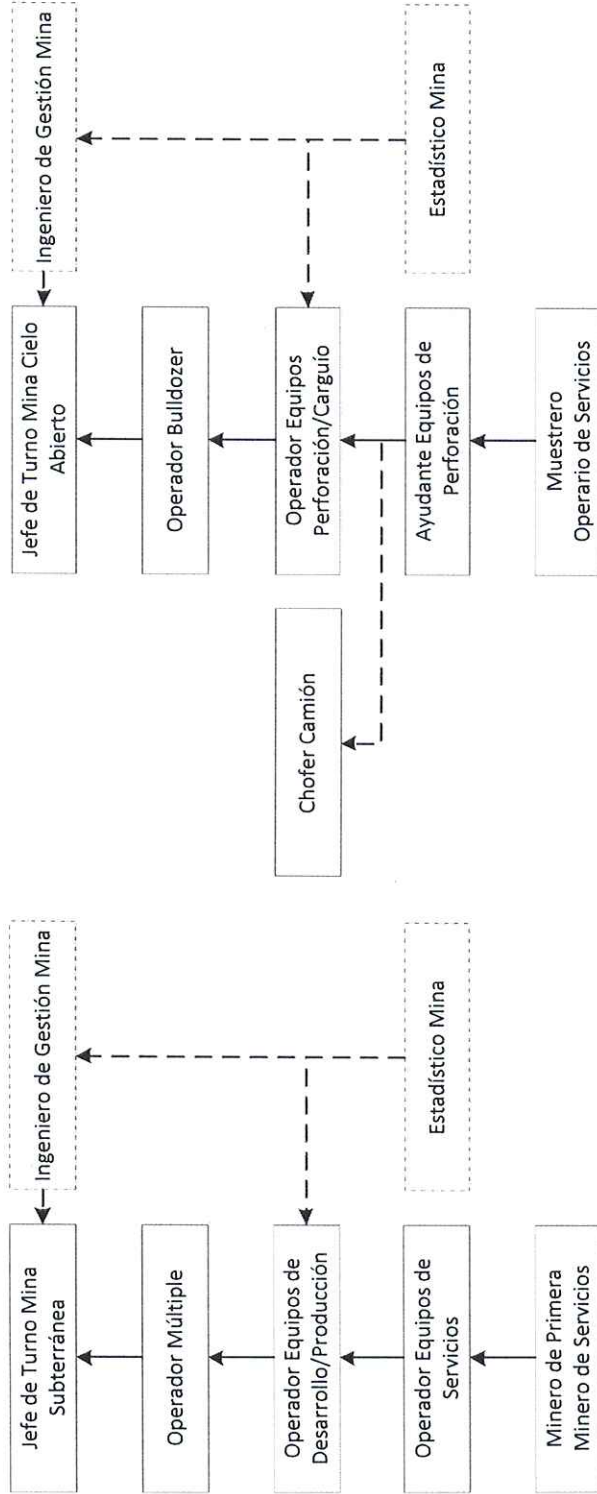 Jefe de Turno Mina
Subterránea
Ingeniero de Gestión Mina
Operador Múltiple
Operador Equipos de
Desarrollo/Producción
Operador Equipos de
Servicios
Estadístico Mina
Minero de Primera
Minero de Servicios
Jefe de Turno Mina Cielo
Abierto
Ingeniero de Gestión Mina
Operador Bulldozer
Chofer Camión
Operador Equipos
Perforación/Carguío
Ayudante Equipos de
Perforación
Estadístico Mina
Muestrero
Operario de Servicios